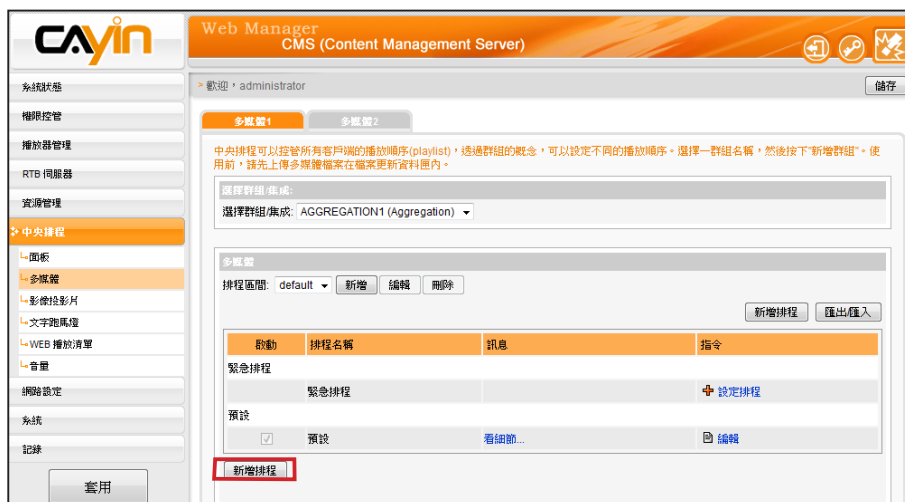 CAYIN
Web Manager
CMS (Content Management Server)
系統狀態
權限控管
播放器管理
RTB 伺服器
資源管理
中央排程
面板
多媒體
影像投影片
文字跑馬燈
WEB 播放清單
音量
網路設定
系統
記錄
套用
> 歡迎，administrator
儲存
多媒體1
多媒體2
中央排程可以控管所有客戶端的播放順序(playlist)，透過群組的概念，可以設定不同的播放順序。選擇一群組名稱，然後按下"新增群組"。使
用前，請先上傳多媒體檔案在檔案更新資料匣內。
選擇群組/集成:
選擇群組/集成: AGGREGATION1 (Aggregation)
多媒體
排程區間: default 新增 編輯 刪除
新增排程 匯出/匯入
啟動 排程名稱 訊息 指令
緊急排程
緊急排程 設定排程
預設
預設 看細節... 編輯
新增排程